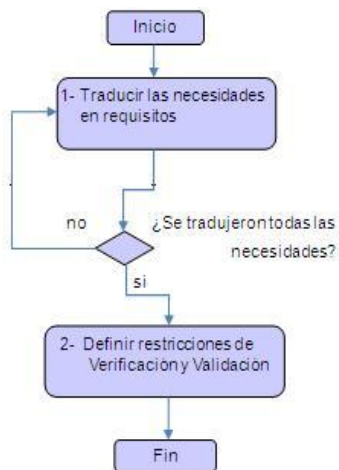 Inicio
1- Traducir las necesidades
en requisitos
no
¿Se tradujeron todas las
necesidades?
si
2- Definir restricciones de
Verificación y Validación
Fin